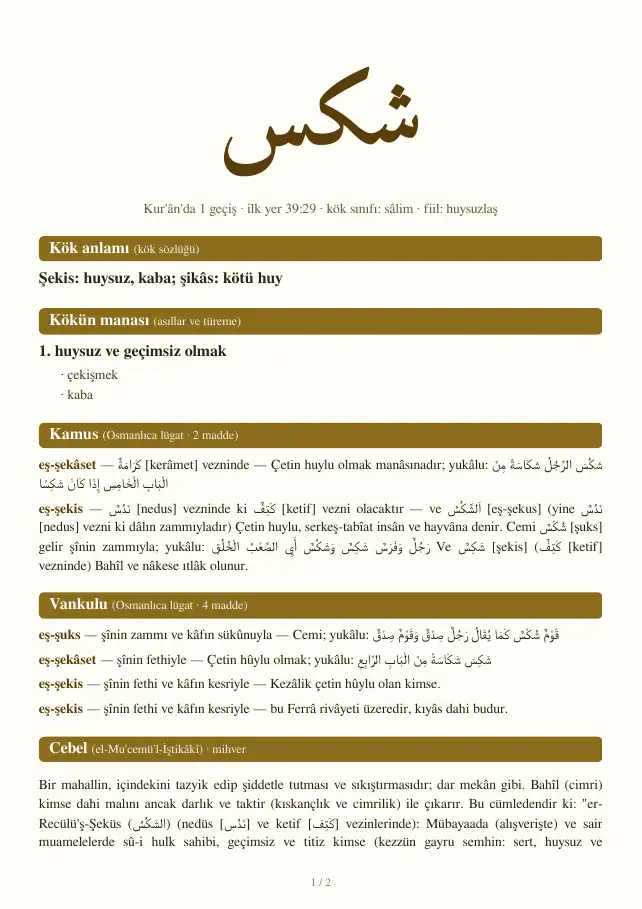 شكس
Kur'ân'da 1 geçiş · ilk yer 39:29 · kök sınıfı: sâlim · fiil: huysuzlaş
Kök anlamı (kök sözlüğü)
Şekis: huysuz, kaba; şikâs: kötü huy
Kökün manası (asıllar ve türeme)
1. huysuz ve geçimsiz olmak
· çekişmek
· kaba
Kamus (Osmanlıca lügat · 2 madde)
eş-şekâset — كَرَامَةٌ [kerâmet] vezninde — Çetin huylu olmak manâsınadır; yukâlu: شَكُسَ الرَّجُلُ شَكَاسَةً مِنَ
الْبَابِ الْخَامِسِ إِذَا كَانَ شَكِسًا
eş-şekis — نَدُسٌ [nedus] vezninde ki كَتِفٌ [ketif] vezni olacaktır — ve اَلشَّكُسُ [eş-şekus] (yine نَدُسٌ
[nedus] vezni ki dâlın zammıyladır) Çetin huylu, serkeş-tabîat insân ve hayvâna denir. Cemi شُكْسٌ [şuks]
gelir şînin zammıyla; yukâlu: رَجُلٌ وَفَرَسٌ شَكِسٌ وَشَكُسٌ أَيِ الصَّعْبُ الْخُلُقِ Ve شَكِسٌ [şekis] (كَتِفٌ [ketif]
vezninde) Bahîl ve nâkese ıtlâk olunur.
Vankulu (Osmanlıca lügat · 4 madde)
eş-şuks — şînin zammı ve kâfın sükûnuyla — Cemi; yukâlu: قَوْمٌ شُكْسٌ كَمَا يُقَالُ رَجُلٌ صَدْقٌ وَقَوْمٌ صُدْقٌ
eş-şekâset — şînin fethiyle — Çetin hûylu olmak; yukâlu: شَكِسَ شَكَاسَةً مِنَ الْبَابِ الرَّابِعِ
eş-şekis — şînin fethi ve kâfın kesriyle — Kezâlik çetin hûylu olan kimse.
eş-şekis — şînin fethi ve kâfın kesriyle — bu Ferrâ rivâyeti üzeredir, kıyâs dahi budur.
Cebel (el-Mu'cemü'l-İştikâkî) · mihver
Bir mahallin, içindekini tazyik edip şiddetle tutması ve sıkıştırmasıdır; dar mekân gibi. Bahîl (cimri)
kimse dahi malını ancak darlık ve taktir (kıskançlık ve cimrilik) ile çıkarır. Bu cümledendir ki: "er-
Recülü'ş-Şeküs (الشَكُسُ) (nedüs [نَدُس] ve ketif [كَتِف] vezinlerinde): Mübayaada (alışverişte) ve sair
muamelelerde sû-i hulk sahibi, geçimsiz ve titiz kimse (kezzün gayru semhin: sert, huysuz ve
1 / 2